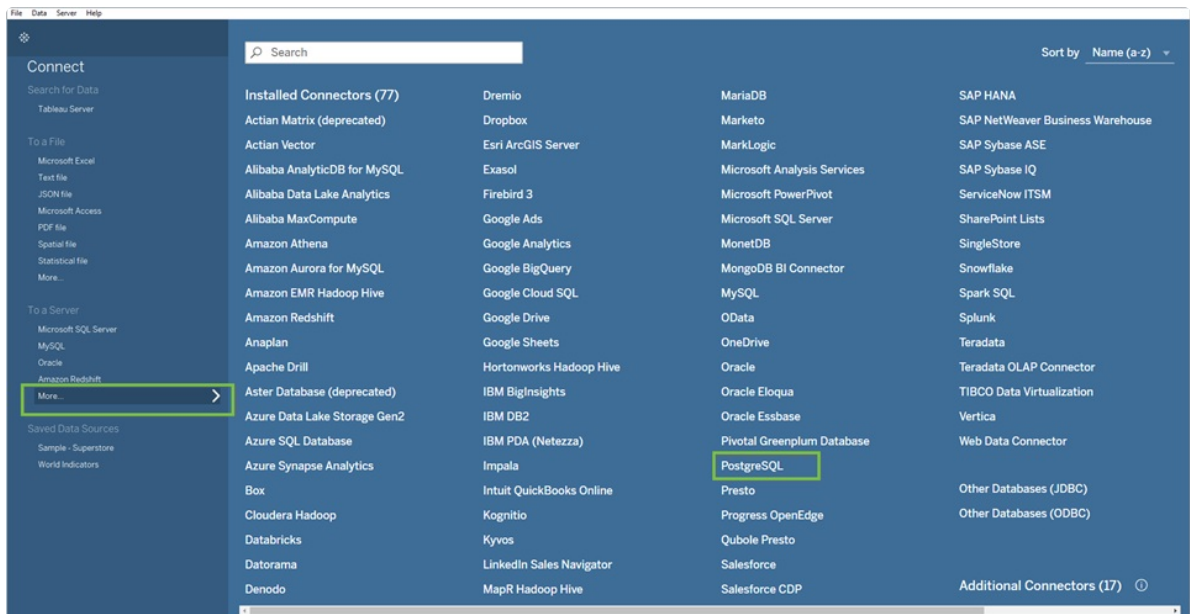 File Data Server Help
Connect
Search for Data
Tableau Server
To a File
Microsoft Excel
Text file
JSON file
Microsoft Access
PDF file
Spatial file
Statistical file
More...
To a Server
Microsoft SQL Server
MySQL
Oracle
Amazon Redshift
More...
Saved Data Sources
Sample - Superstore
World Indicators
Search
Sort by Name (a-z)
Installed Connectors (77)
Actian Matrix (deprecated)
Actian Vector
Alibaba AnalyticDB for MySQL
Alibaba Data Lake Analytics
Alibaba MaxCompute
Amazon Athena
Amazon Aurora for MySQL
Amazon EMR Hadoop Hive
Amazon Redshift
Anaplan
Apache Drill
Aster Database (deprecated)
Azure Data Lake Storage Gen2
Azure SQL Database
Azure Synapse Analytics
Box
Cloudera Hadoop
Databricks
Datorama
Denodo
Dremio
Dropbox
Esri ArcGIS Server
Exasol
Firebird 3
Google Ads
Google Analytics
Google BigQuery
Google Cloud SQL
Google Drive
Google Sheets
Hortonworks Hadoop Hive
IBM BigInsights
IBM DB2
IBM PDA (Netezza)
Impala
Intuit QuickBooks Online
Kognitio
Kyvos
LinkedIn Sales Navigator
MapR Hadoop Hive
MariaDB
Marketo
MarkLogic
Microsoft Analysis Services
Microsoft PowerPivot
Microsoft SQL Server
MonetDB
MongoDB BI Connector
MySQL
OData
OneDrive
Oracle
Oracle Eloqua
Oracle Essbase
Pivotal Greenplum Database
PostgreSQL
Presto
Progress OpenEdge
Qubole Presto
Salesforce
Salesforce CDP
SAP HANA
SAP NetWeaver Business Warehouse
SAP Sybase ASE
SAP Sybase IQ
ServiceNow ITSM
SharePoint Lists
SingleStore
Snowflake
Spark SQL
Splunk
Teradata
Teradata OLAP Connector
TIBCO Data Virtualization
Vertica
Web Data Connector
Other Databases (JDBC)
Other Databases (ODBC)
Additional Connectors (17)